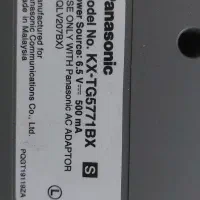 Panasonic
Model No. KX-TG5771BX
Power Source: 6.5 V⎓ 500 mA
USE ONLY WITH Panasonic AC ADAPTOR
(PQLV207BX)
S
L
Manufactured for
Panasonic Communications Co., Ltd.
Made in Malaysia
PQGT19119ZA